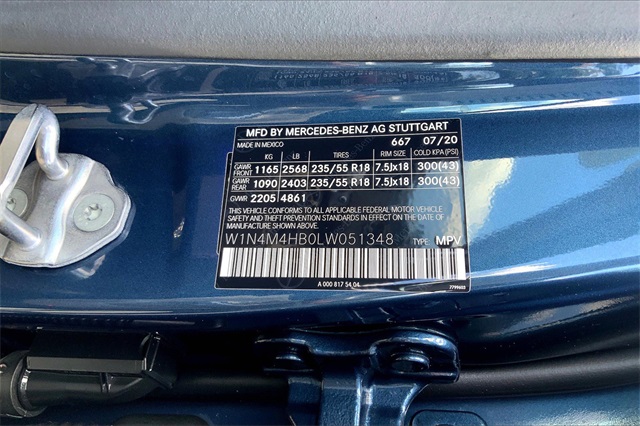 MFD BY MERCEDES-BENZ AG STUTTGART
MADE IN MEXICO 667 07/20
KG LB TIRES RIM SIZE COLD KPA (PSI)
GAWR FRONT 1165 2568 235/55 R18 7.5Jx18 300(43)
GAWR REAR 1090 2403 235/55 R18 7.5Jx18 300(43)
GVWR 2205 4861
THIS VEHICLE CONFORMS TO ALL APPLICABLE FEDERAL MOTOR VEHICLE
SAFETY AND THEFT PREVENTION STANDARDS IN EFFECT ON THE DATE OF
MANUFACTURE SHOWN ABOVE.
W1N4M4HB0LW051348 TYPE: MPV
A 000 817 54 04 779N602